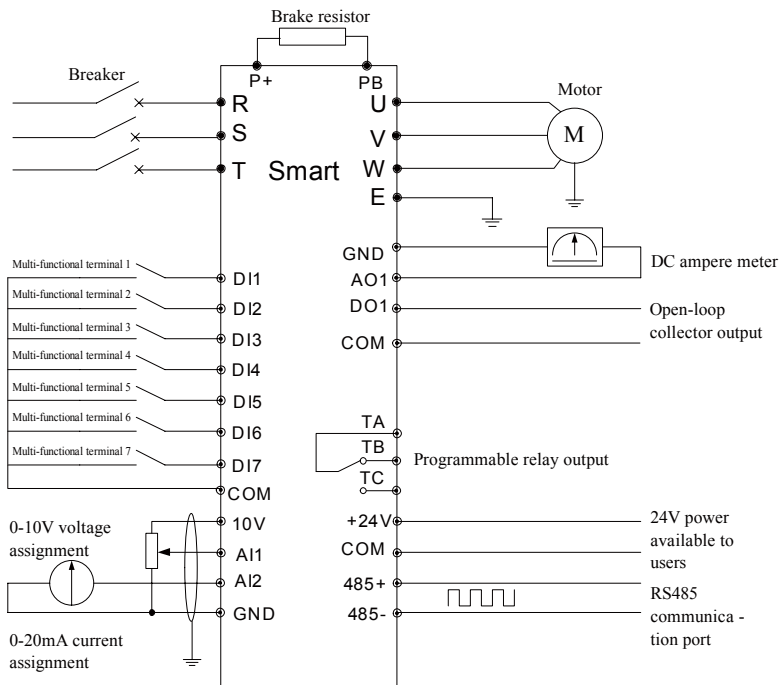 Brake resistor
Breaker
P+
PB
Motor
R
U
S
V
M
T
Smart
W
E
GND
DC ampere meter
Multi-functional terminal 1
DI1
AO1
Multi-functional terminal 2
DI2
DO1
Open-loop
collector output
Multi-functional terminal 3
DI3
COM
Multi-functional terminal 4
DI4
Multi-functional terminal 5
DI5
Multi-functional terminal 6
DI6
TA
TB
Programmable relay output
Multi-functional terminal 7
DI7
TC
COM
0-10V voltage
assignment
10V
+24V
24V power
available to
users
AI1
COM
AI2
485+
RS485
communica -
tion port
GND
485-
0-20mA current
assignment